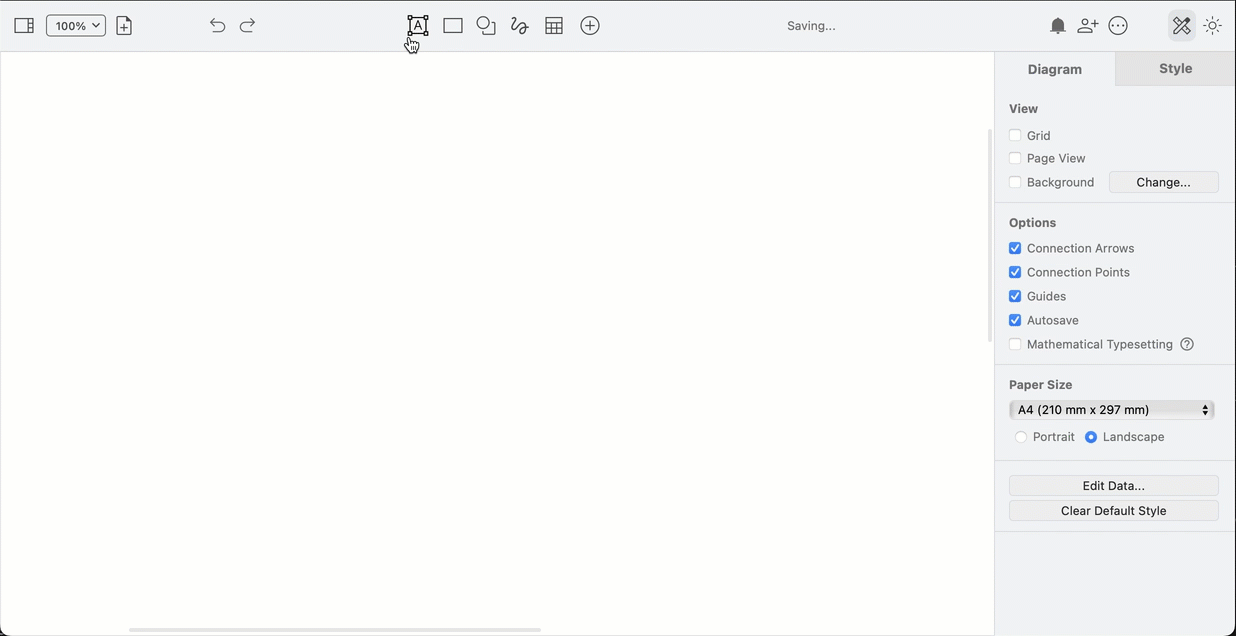 100%
A
Saving...
Diagram
Style
View
Grid
Page View
Background
Change...
Options
Connection Arrows
Connection Points
Guides
Autosave
Mathematical Typesetting ?
Paper Size
A4 (210 mm x 297 mm)
Portrait Landscape
Edit Data...
Clear Default Style